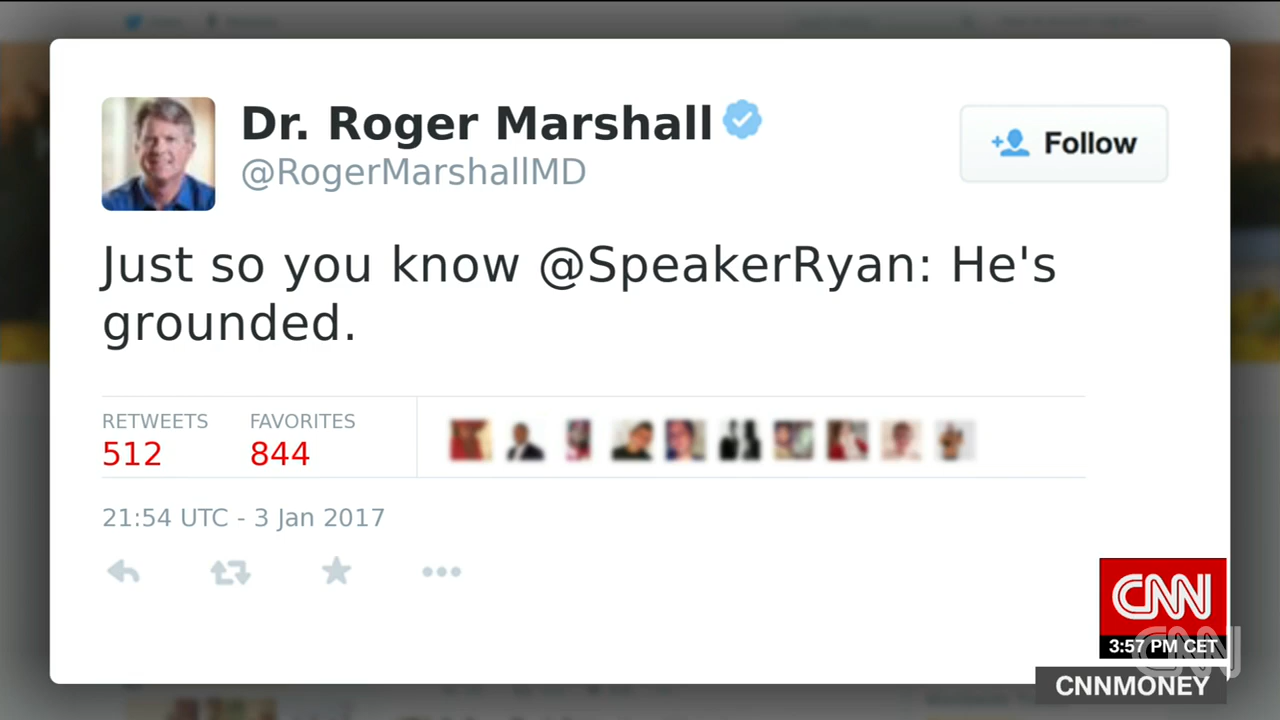 Dr. Roger Marshall
@RogerMarshallMD
Follow
Just so you know @SpeakerRyan: He's
grounded.
RETWEETS FAVORITES
512 844
21:54 UTC - 3 Jan 2017
CNN
3:57 PM CET
CNN
CNNMONEY